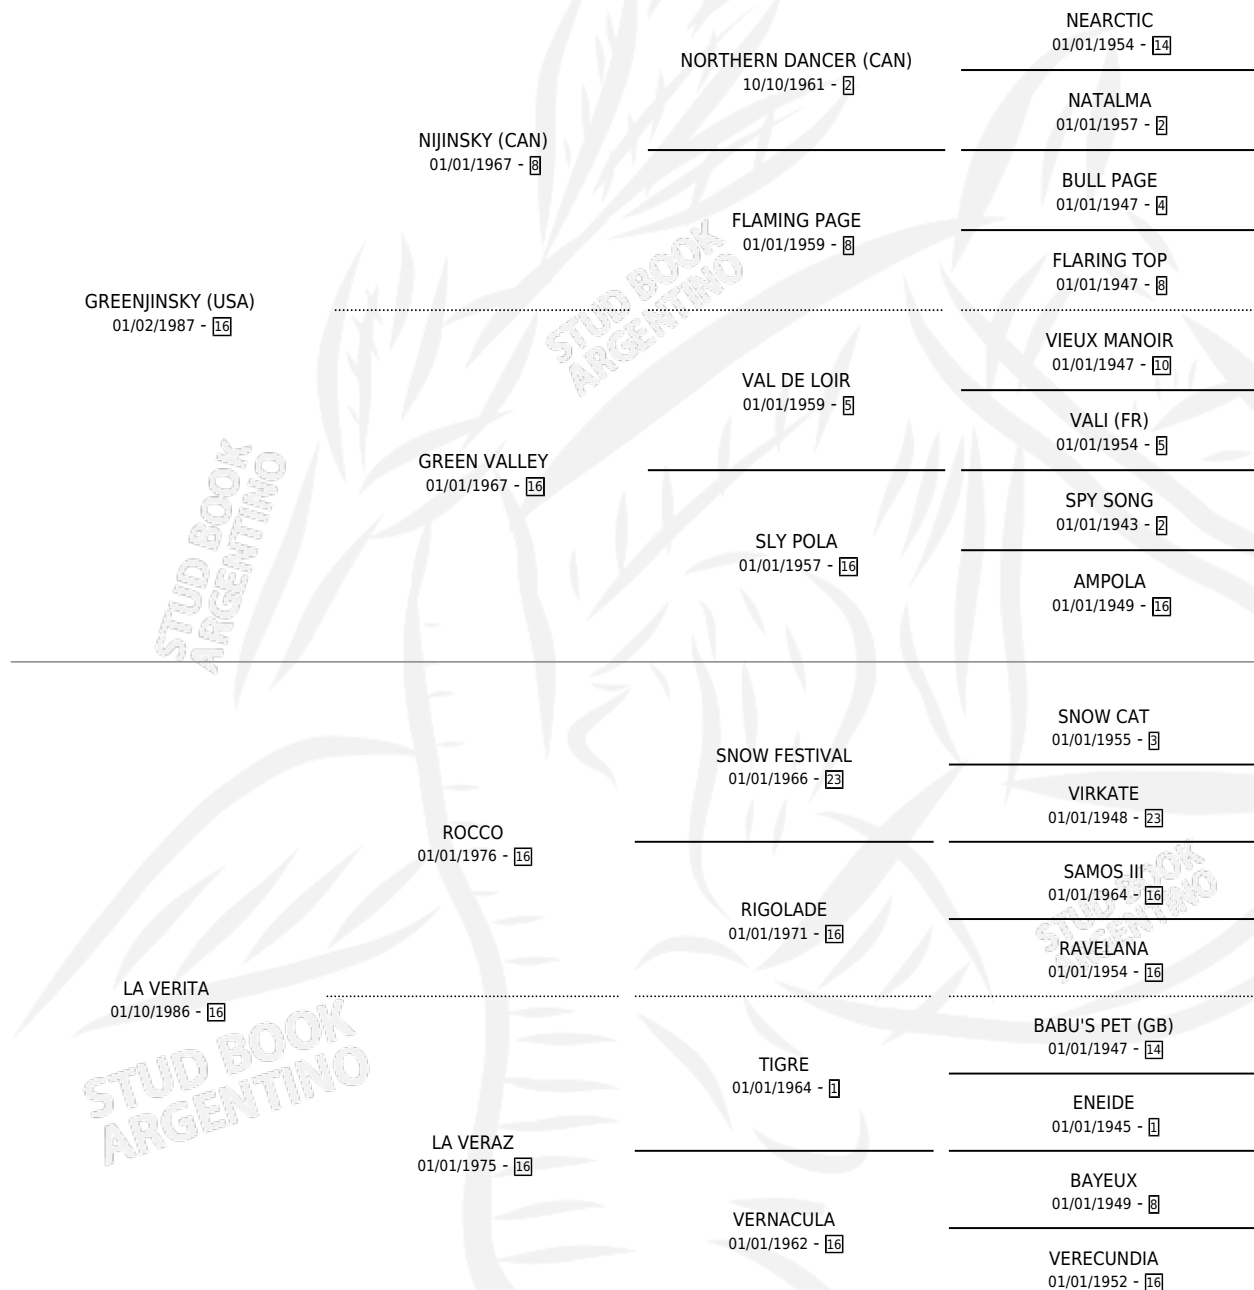 NEARCTIC
01/01/1954 - 14
NORTHERN DANCER (CAN)
10/10/1961 - 2
NATALMA
01/01/1957 - 2
NIJINSKY (CAN)
01/01/1967 - 8
BULL PAGE
01/01/1947 - 4
FLAMING PAGE
01/01/1959 - 8
FLARING TOP
01/01/1947 - 8
GREENJINSKY (USA)
01/02/1987 - 16
VIEUX MANOIR
01/01/1947 - 10
VAL DE LOIR
01/01/1959 - 5
VALI (FR)
01/01/1954 - 5
GREEN VALLEY
01/01/1967 - 16
SPY SONG
01/01/1943 - 2
SLY POLA
01/01/1957 - 16
AMPOLA
01/01/1949 - 16
SNOW CAT
01/01/1955 - 3
SNOW FESTIVAL
01/01/1966 - 23
VIRKATE
01/01/1948 - 23
ROCCO
01/01/1976 - 16
SAMOS III
01/01/1964 - 16
RIGOLADE
01/01/1971 - 16
RAVELANA
01/01/1954 - 16
LA VERITA
01/10/1986 - 16
BABU'S PET (GB)
01/01/1947 - 14
TIGRE
01/01/1964 - 1
ENEIDE
01/01/1945 - 1
LA VERAZ
01/01/1975 - 16
BAYEUX
01/01/1949 - 8
VERNACULA
01/01/1962 - 16
VERECUNDIA
01/01/1952 - 16
STUD BOOK
ARGENTINO
STUD BOOK
ARGENTINO
STUD BOOK
ARGENTINO
STUD BOOK
ARGENTINO